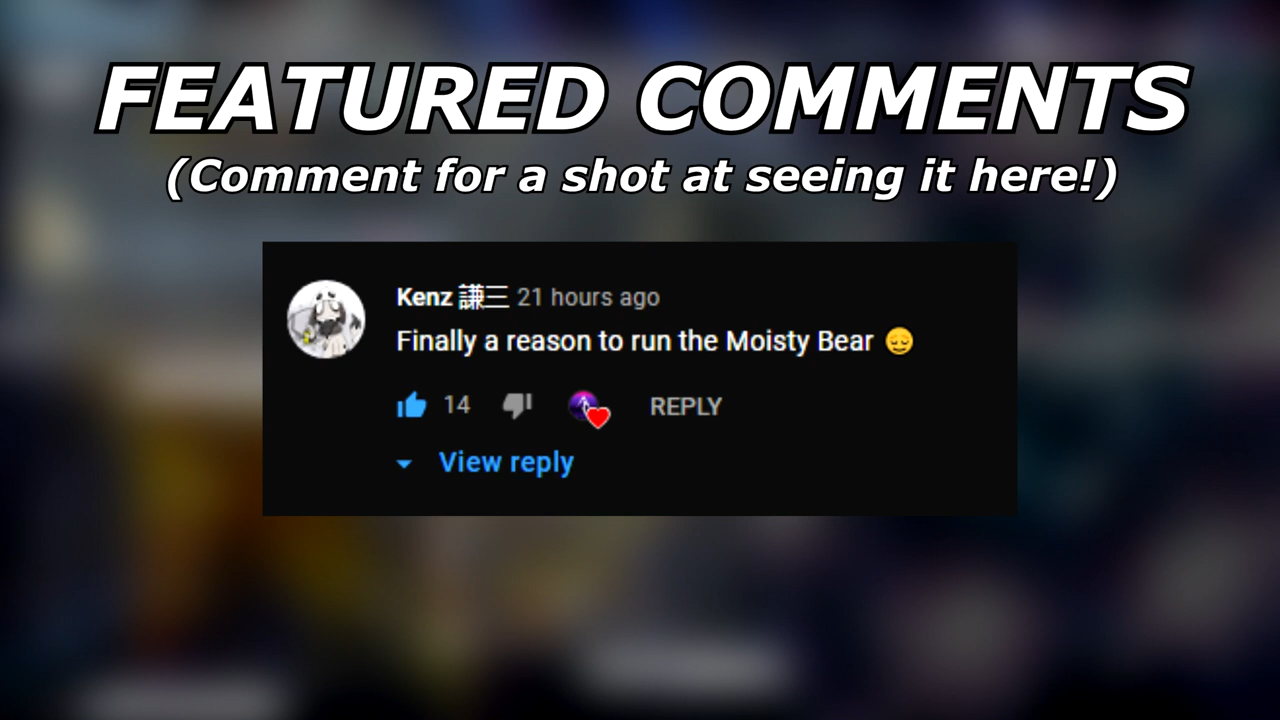 FEATURED COMMENTS
(Comment for a shot at seeing it here!)
Kenz 謙三 21 hours ago
Finally a reason to run the Moisty Bear 😌
14 REPLY
View reply